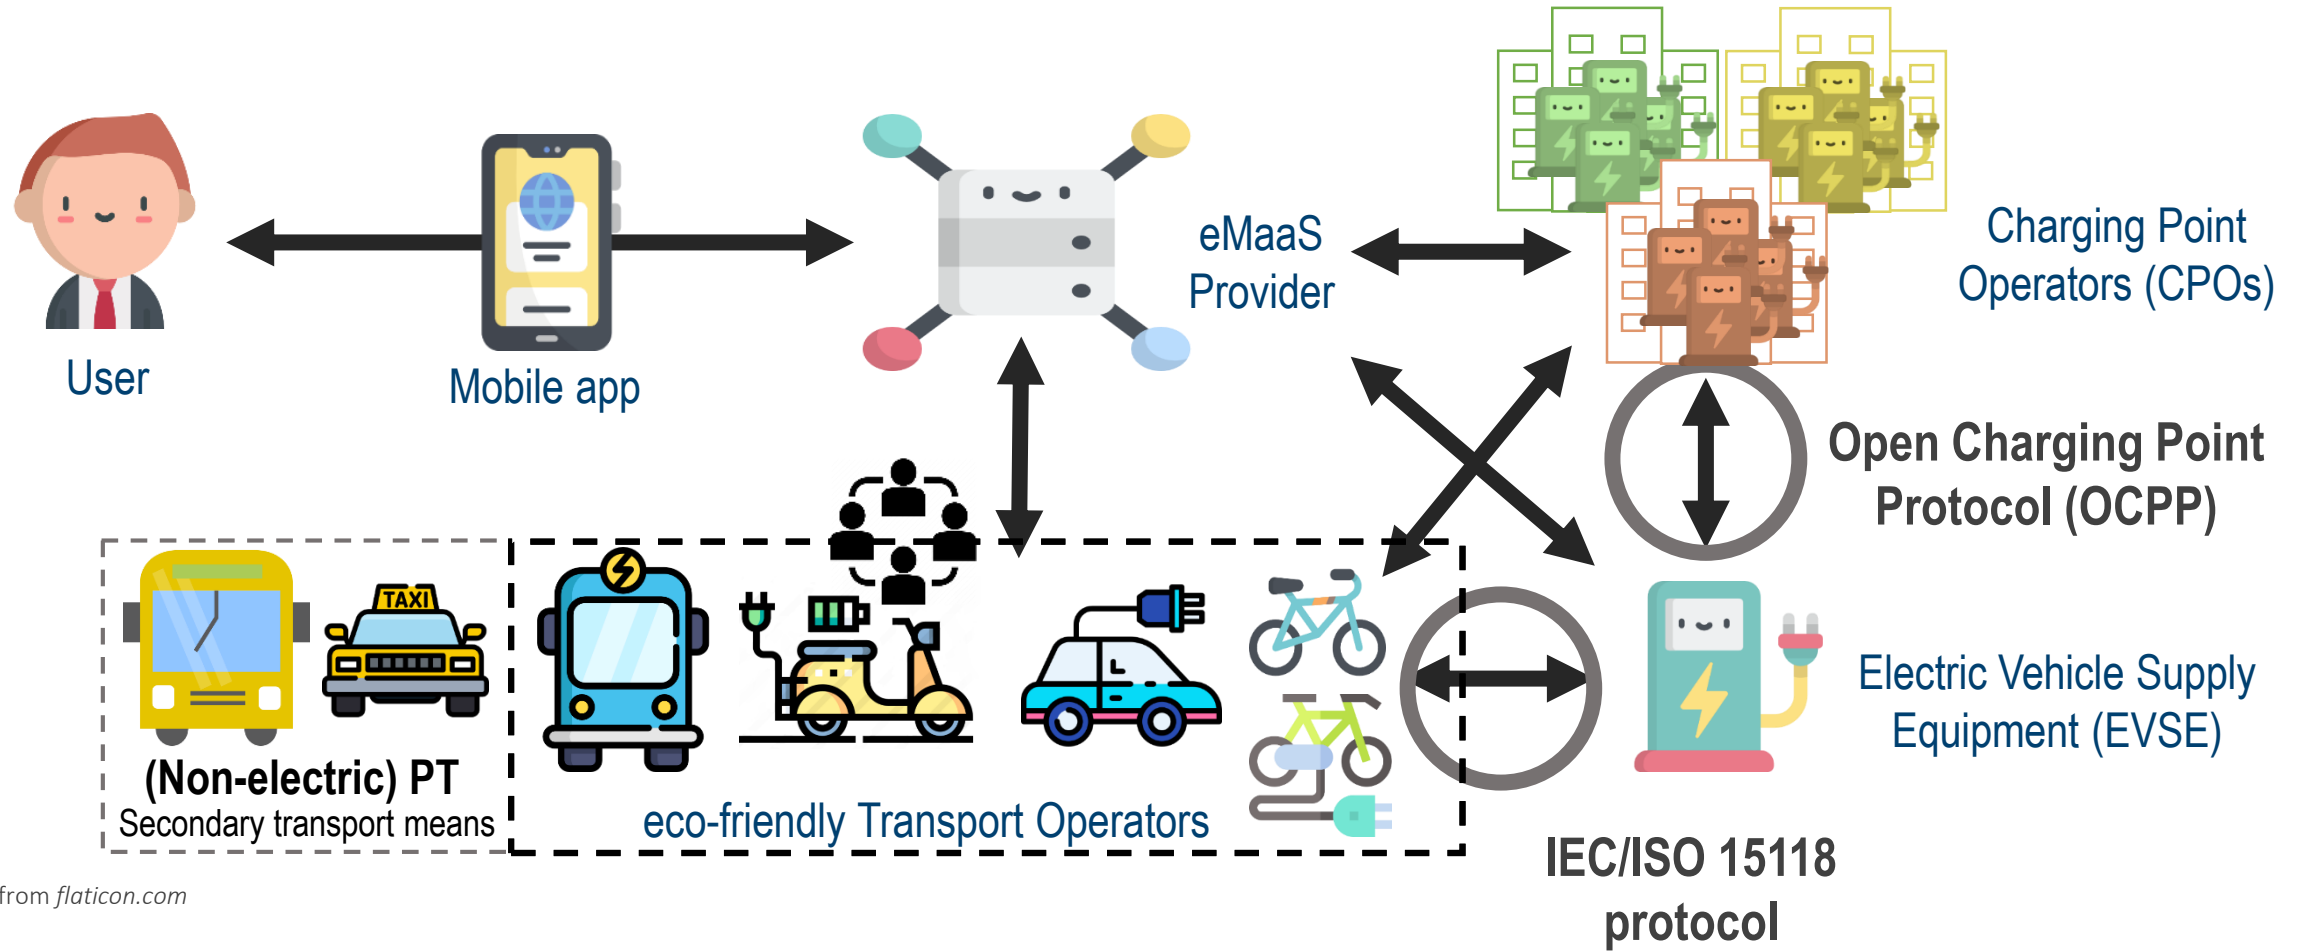 User
Mobile app
eMaaS
Provider
Charging Point
Operators (CPOs)
Open Charging Point
Protocol (OCPP)
TAXI
(Non-electric) PT
Secondary transport means
eco-friendly Transport Operators
Electric Vehicle Supply
Equipment (EVSE)
IEC/ISO 15118
protocol
from flaticon.com